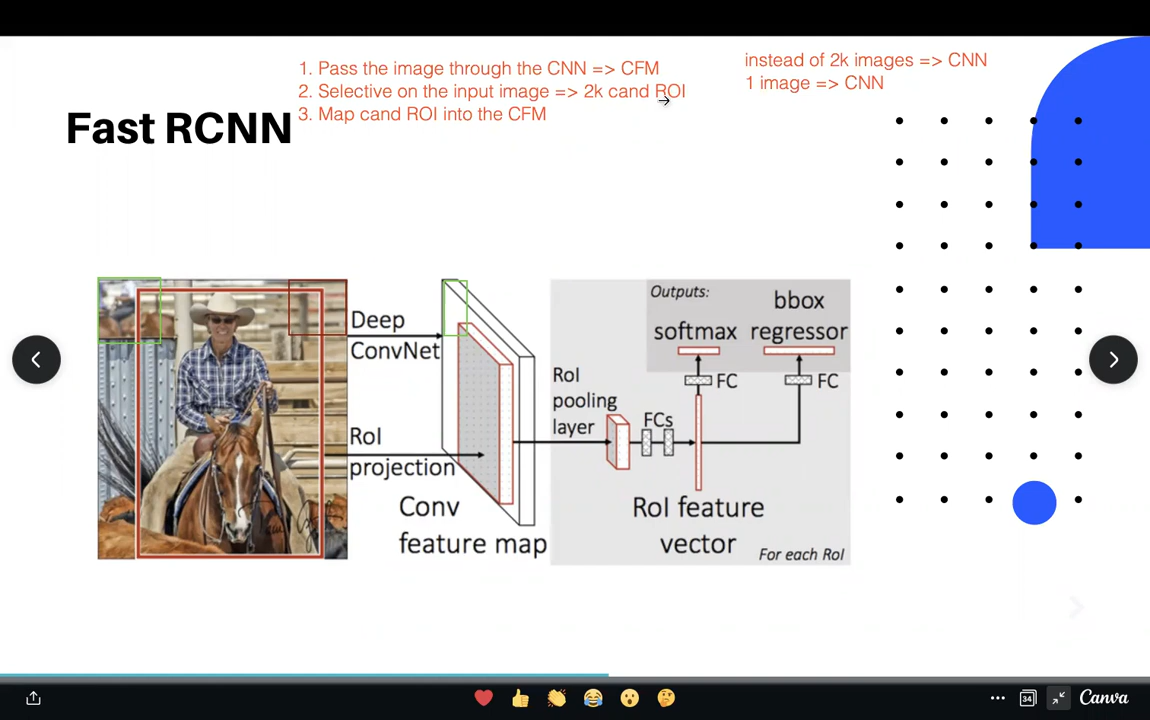 1. Pass the image through the CNN => CFM
2. Selective on the input image => 2k cand ROI
3. Map cand ROI into the CFM
instead of 2k images => CNN
1 image => CNN
Fast RCNN
Deep
ConvNet
RoI
projection
Conv
feature map
RoI
pooling
layer
FCs
Outputs:
softmax
bbox
regressor
FC
FC
RoI feature
vector
For each RoI
34
Canva